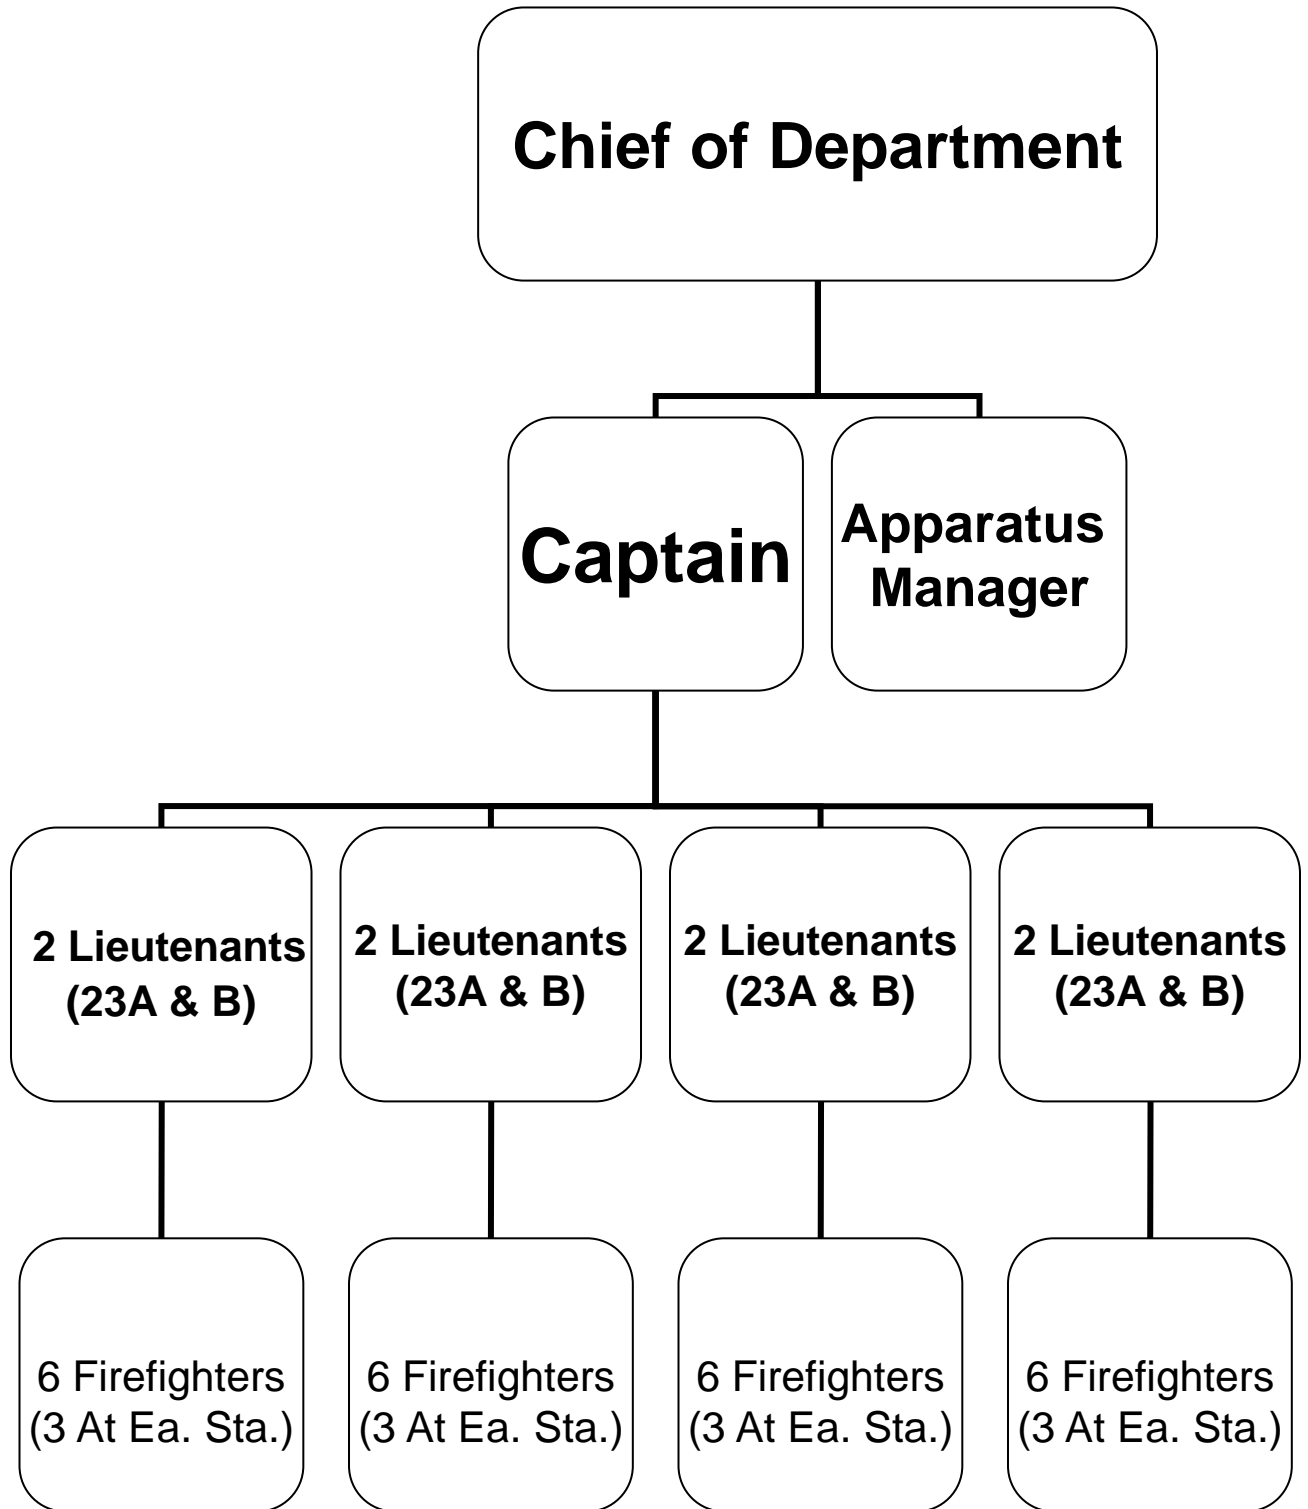 Chief of Department
Captain
Apparatus
Manager
2 Lieutenants
(23A & B)
2 Lieutenants
(23A & B)
2 Lieutenants
(23A & B)
2 Lieutenants
(23A & B)
6 Firefighters
(3 At Ea. Sta.)
6 Firefighters
(3 At Ea. Sta.)
6 Firefighters
(3 At Ea. Sta.)
6 Firefighters
(3 At Ea. Sta.)